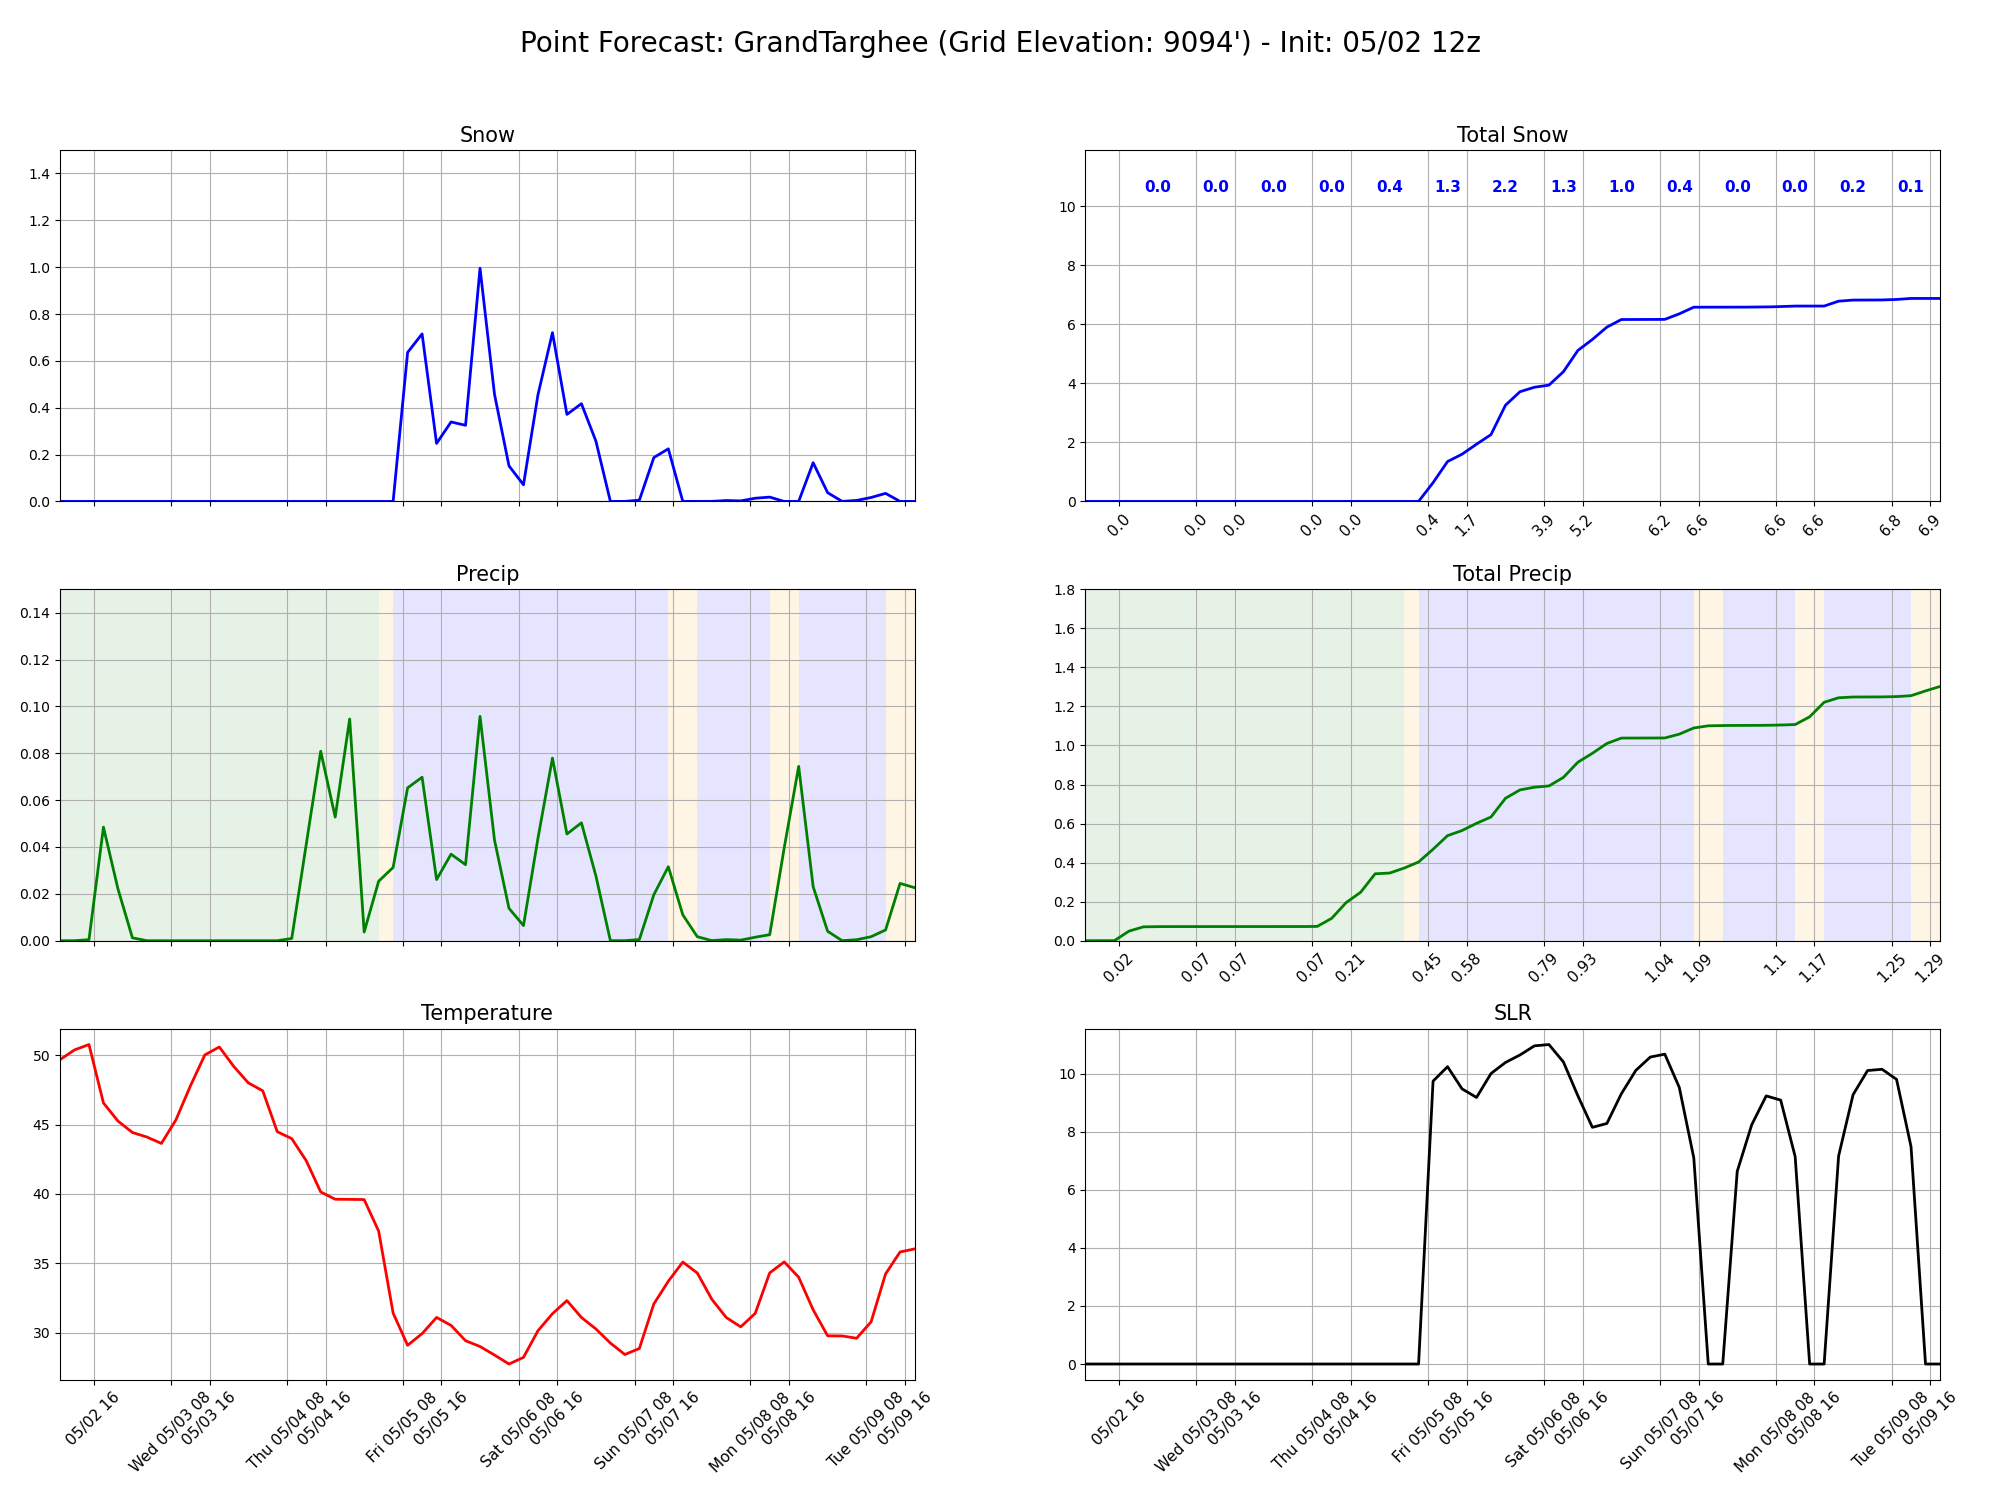 Point Forecast: GrandTarghee (Grid Elevation: 9094') - Init: 05/02 12z
Snow
1.4
1.2
1.0
0.8
0.6
0.4
0.2
0.0
Total Snow
0.0 0.0 0.0 0.0 0.4 1.3 2.2 1.3 1.0 0.4 0.0 0.0 0.2 0.1
10
8
6
4
2
0
0.0 0.0 0.0 0.0 0.0 0.4 1.7 3.9 5.2 6.2 6.6 6.6 6.6 6.8 6.9
Precip
0.14
0.12
0.10
0.08
0.06
0.04
0.02
0.00
Total Precip
1.8
1.6
1.4
1.2
1.0
0.8
0.6
0.4
0.2
0.0
0.02 0.07 0.07 0.07 0.21 0.45 0.58 0.79 0.93 1.04 1.09 1.1 1.17 1.25 1.29
Temperature
50
45
40
35
30
05/02 16
Wed 05/03 08
05/03 16
Thu 05/04 08
05/04 16
Fri 05/05 08
05/05 16
Sat 05/06 08
05/06 16
Sun 05/07 08
05/07 16
Mon 05/08 08
05/08 16
Tue 05/09 08
05/09 16
SLR
10
8
6
4
2
0
05/02 16
Wed 05/03 08
05/03 16
Thu 05/04 08
05/04 16
Fri 05/05 08
05/05 16
Sat 05/06 08
05/06 16
Sun 05/07 08
05/07 16
Mon 05/08 08
05/08 16
Tue 05/09 08
05/09 16